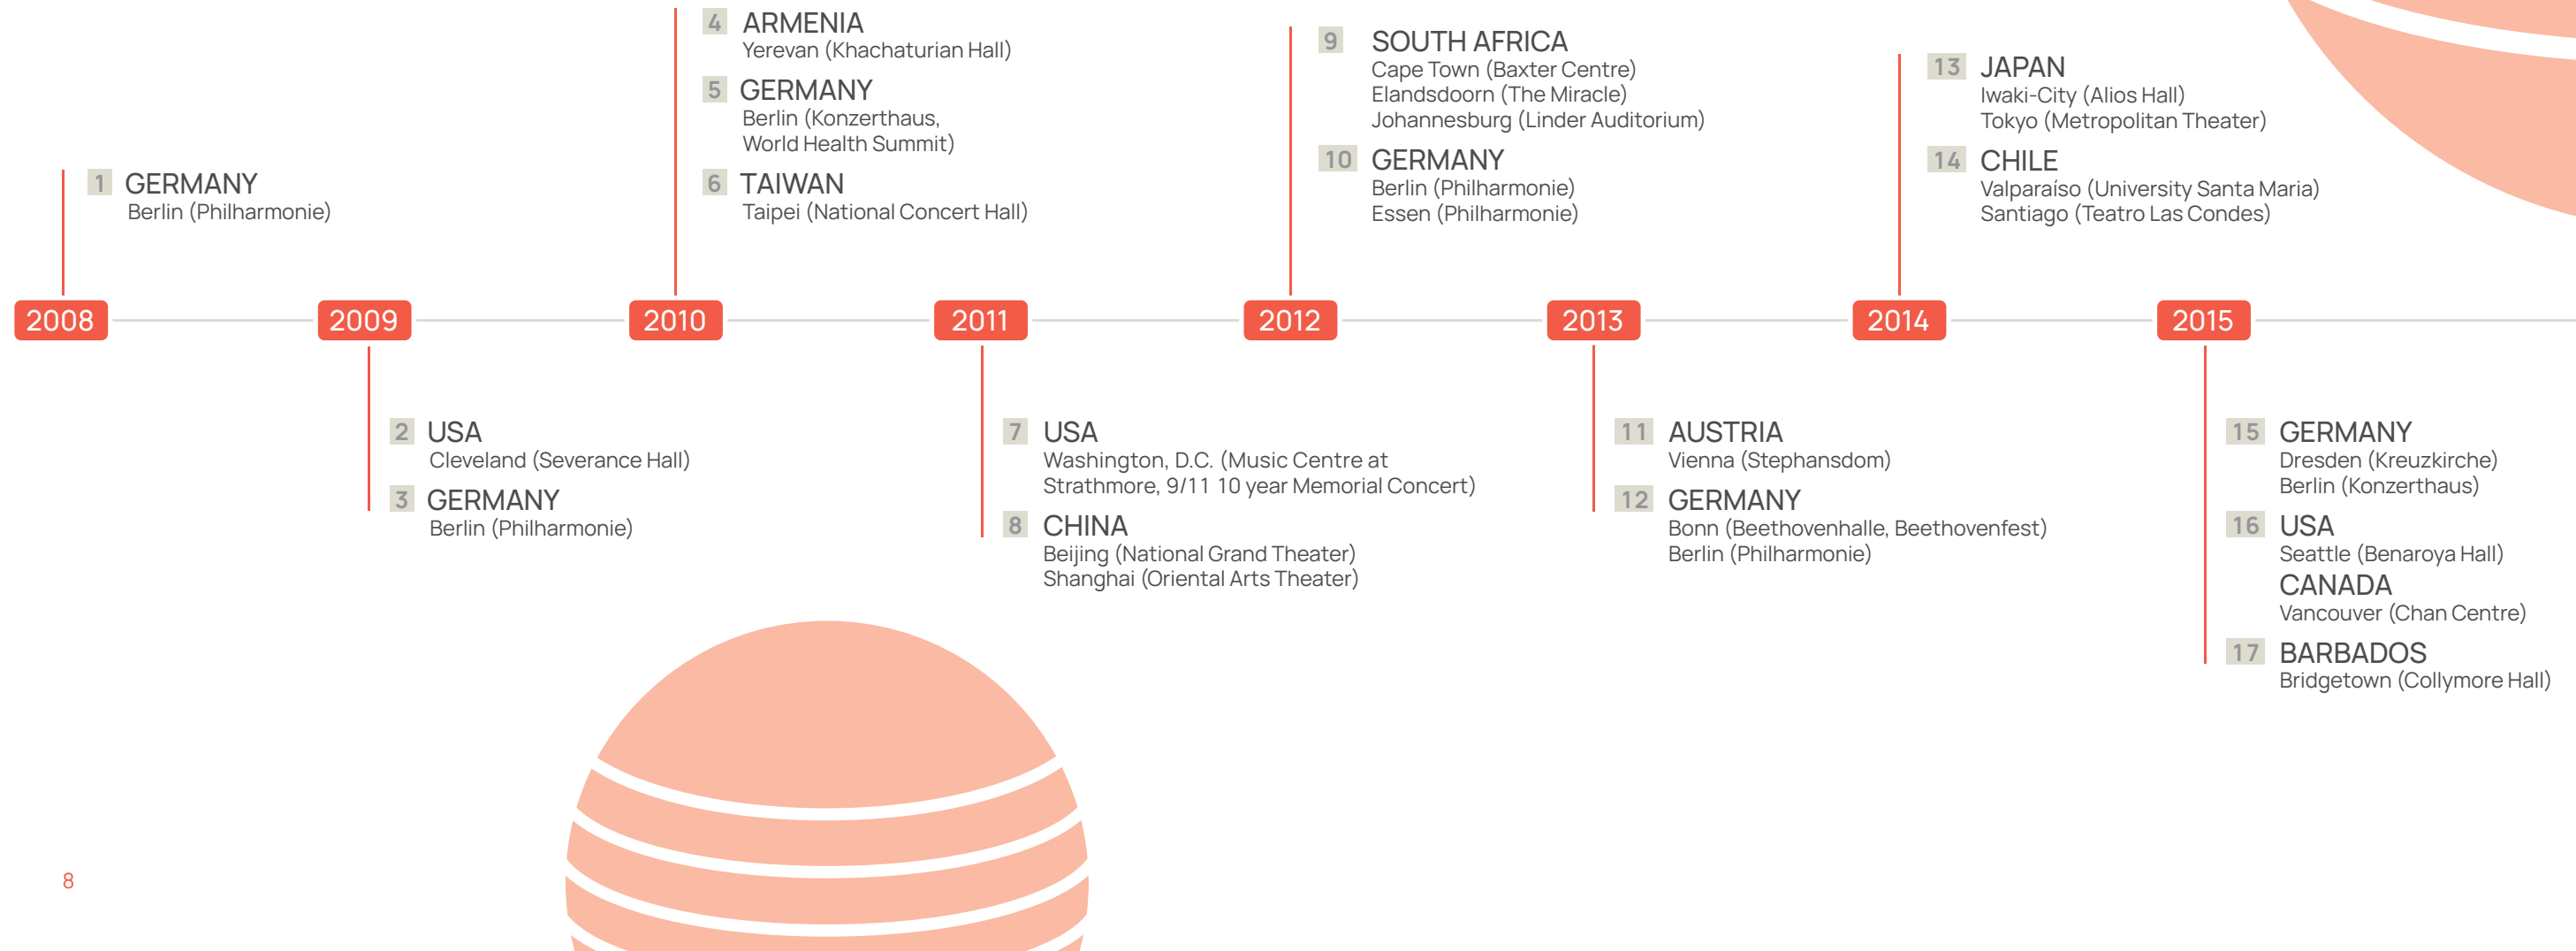 4 ARMENIA
Yerevan (Khachaturian Hall)
5 GERMANY
Berlin (Konzerthaus,
World Health Summit)
6 TAIWAN
Taipei (National Concert Hall)
9 SOUTH AFRICA
Cape Town (Baxter Centre)
Elandsdoorn (The Miracle)
Johannesburg (Linder Auditorium)
10 GERMANY
Berlin (Philharmonie)
Essen (Philharmonie)
13 JAPAN
Iwaki-City (Alios Hall)
Tokyo (Metropolitan Theater)
14 CHILE
Valparaíso (University Santa Maria)
Santiago (Teatro Las Condes)
1 GERMANY
Berlin (Philharmonie)
2008
2009
2010
2011
2012
2013
2014
2015
2 USA
Cleveland (Severance Hall)
3 GERMANY
Berlin (Philharmonie)
7 USA
Washington, D.C. (Music Centre at
Strathmore, 9/11 10 year Memorial Concert)
8 CHINA
Beijing (National Grand Theater)
Shanghai (Oriental Arts Theater)
11 AUSTRIA
Vienna (Stephansdom)
12 GERMANY
Bonn (Beethovenhalle, Beethovenfest)
Berlin (Philharmonie)
15 GERMANY
Dresden (Kreuzkirche)
Berlin (Konzerthaus)
16 USA
Seattle (Benaroya Hall)
CANADA
Vancouver (Chan Centre)
17 BARBADOS
Bridgetown (Collymore Hall)
8